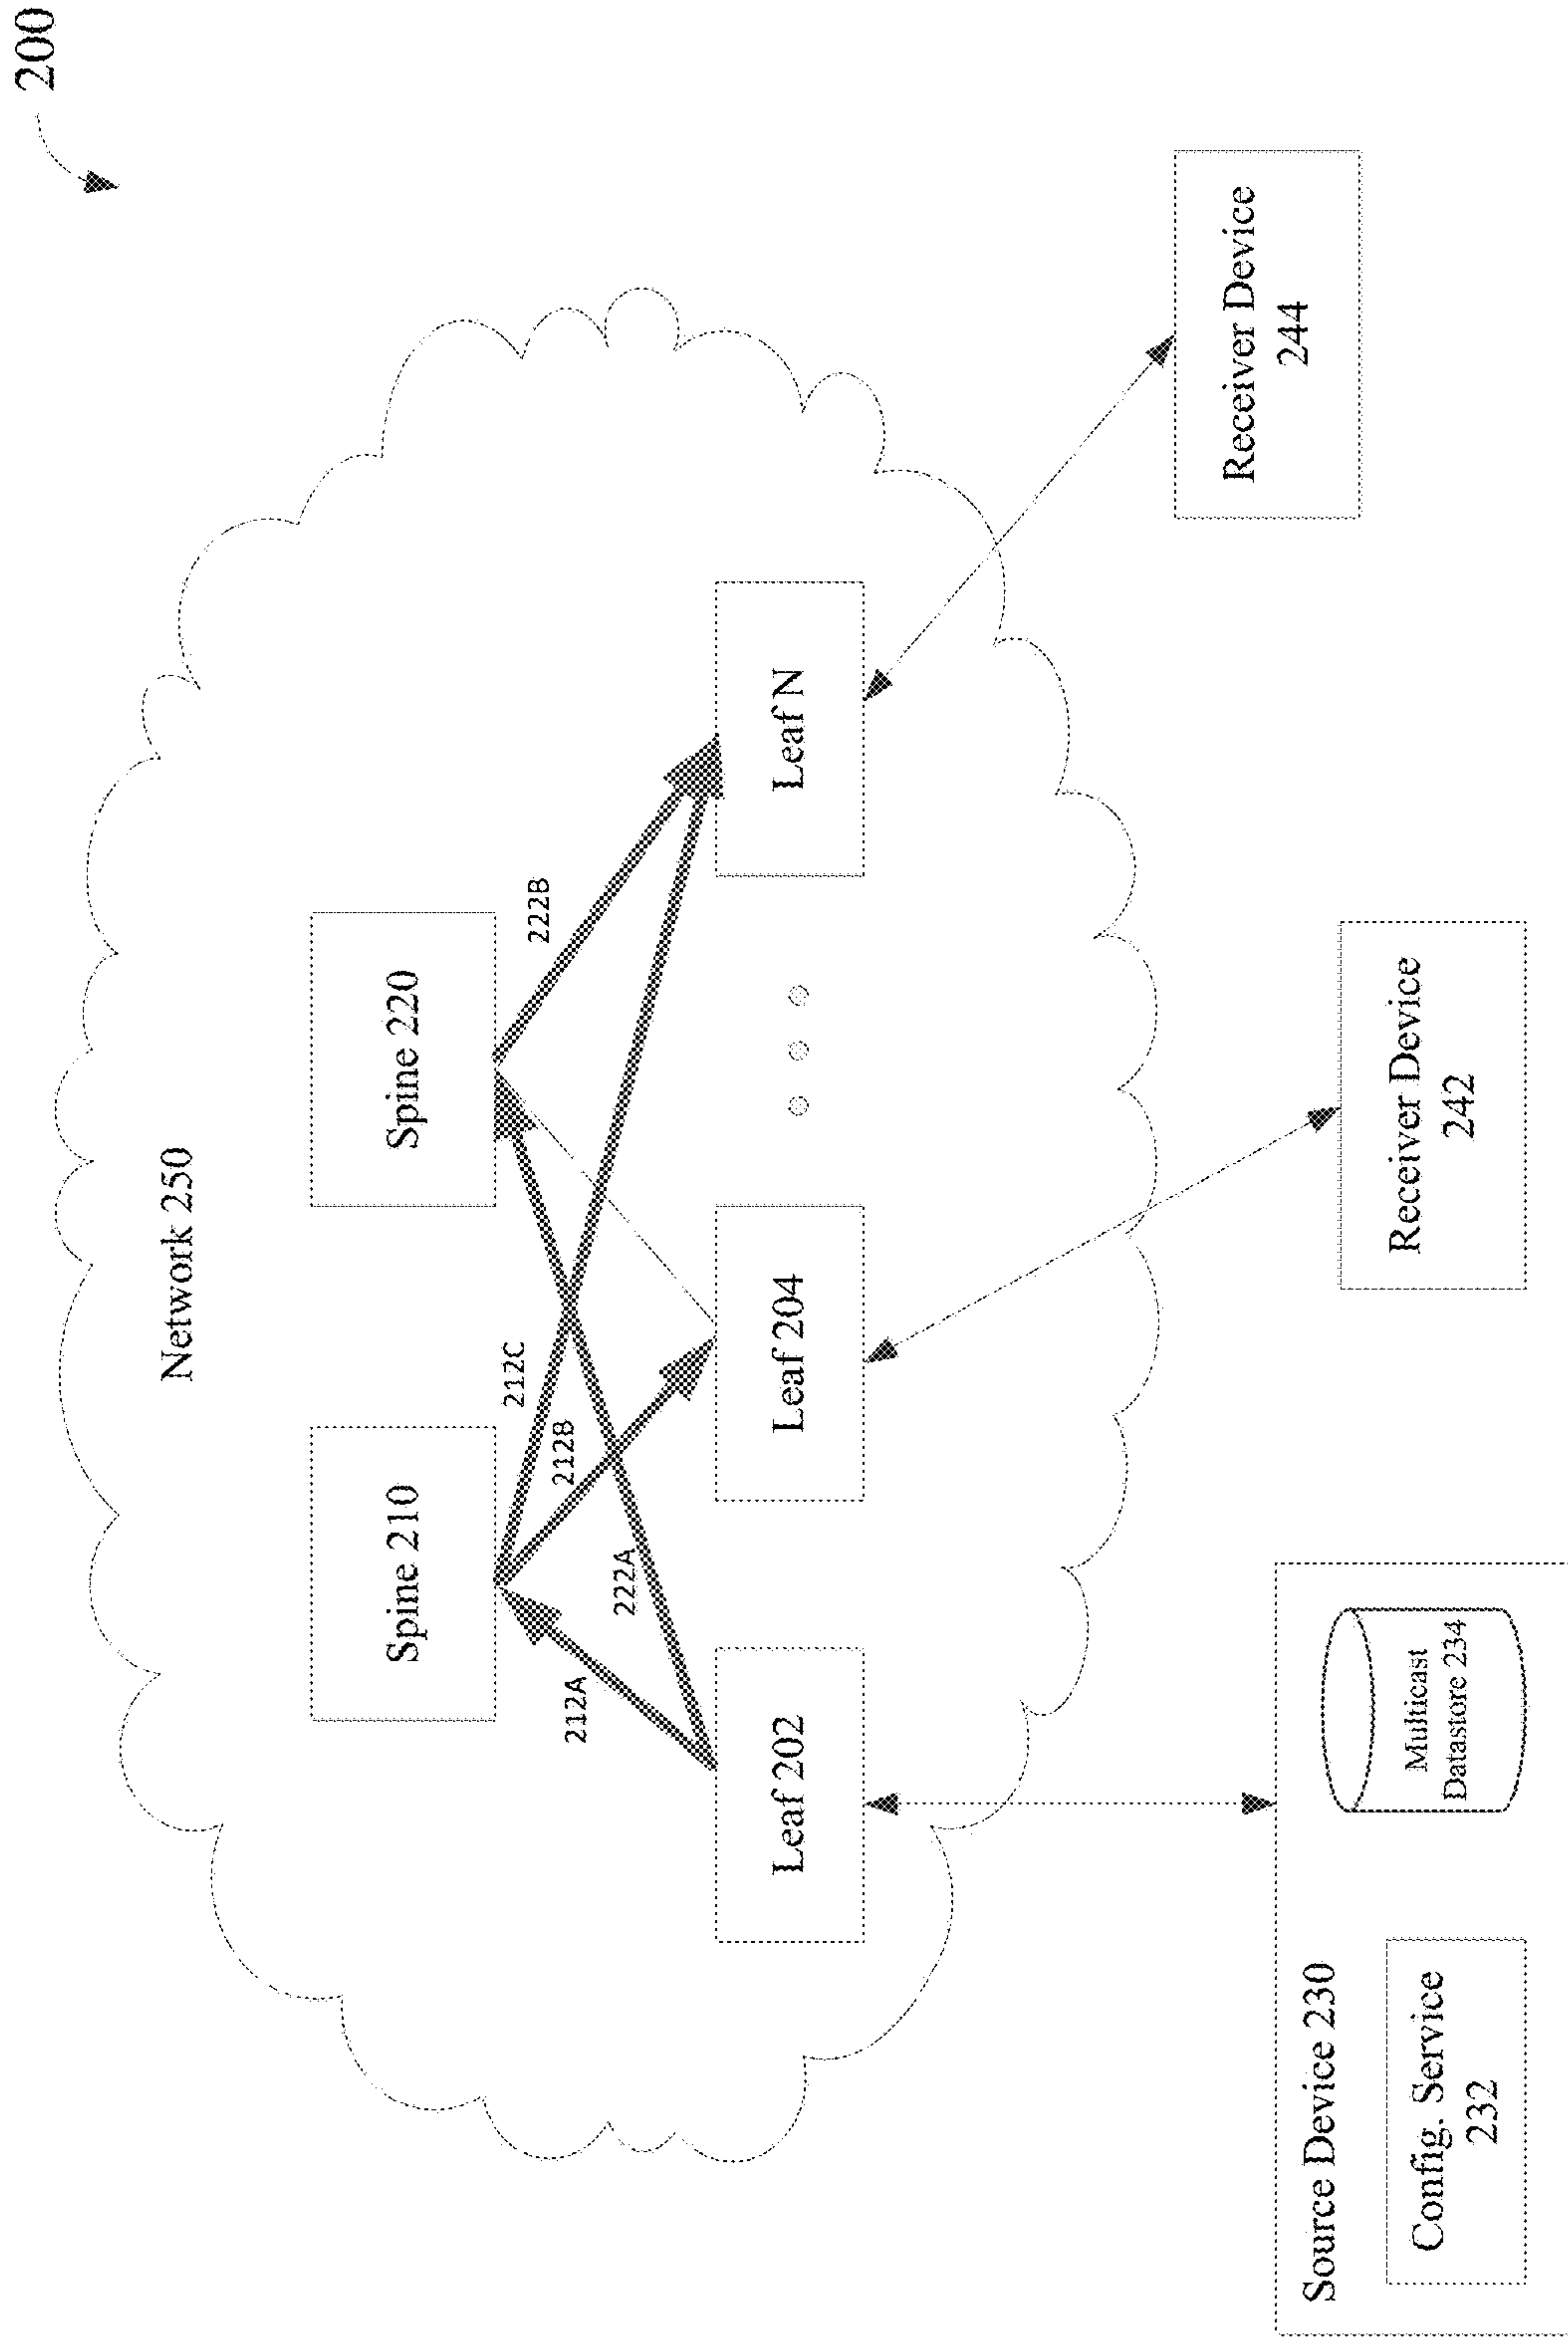 200
Network 250
Spine 210
Spine 220
212A
222A
212B
212C
222B
Leaf 202
Leaf 204
Leaf N
Source Device 230
Config. Service
232
Multicast
Datastore 234
Receiver Device
242
Receiver Device
244